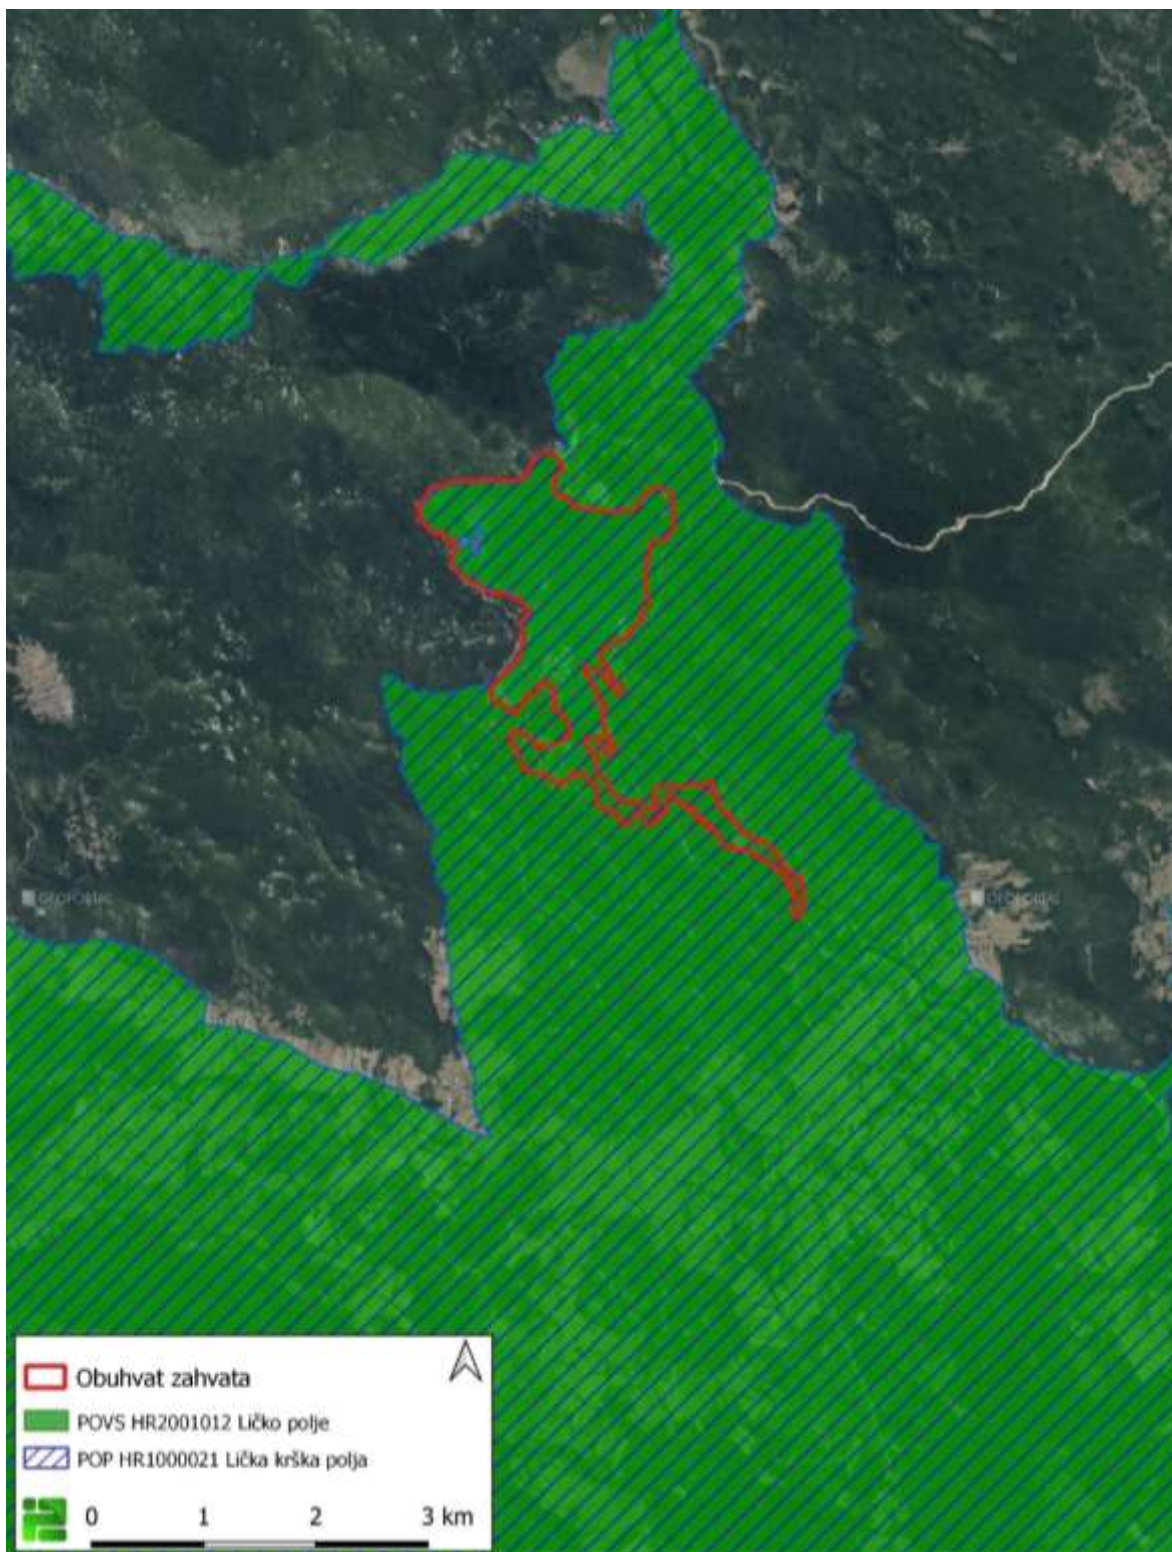 Obuhvat zahvata
POVS HR2001012 Ličko polje
POP HR1000021 Lička krška polja
0 1 2 3 km